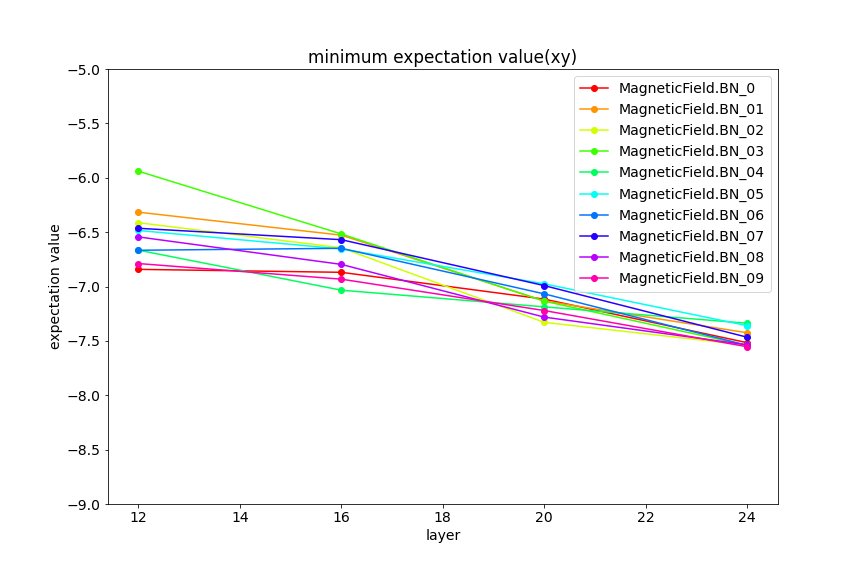 minimum expectation value(xy)
−5.0
−5.5
−6.0
−6.5
−7.0
−7.5
−8.0
−8.5
−9.0
expectation value
MagneticField.BN_0
MagneticField.BN_01
MagneticField.BN_02
MagneticField.BN_03
MagneticField.BN_04
MagneticField.BN_05
MagneticField.BN_06
MagneticField.BN_07
MagneticField.BN_08
MagneticField.BN_09
12 14 16 18 20 22 24
layer